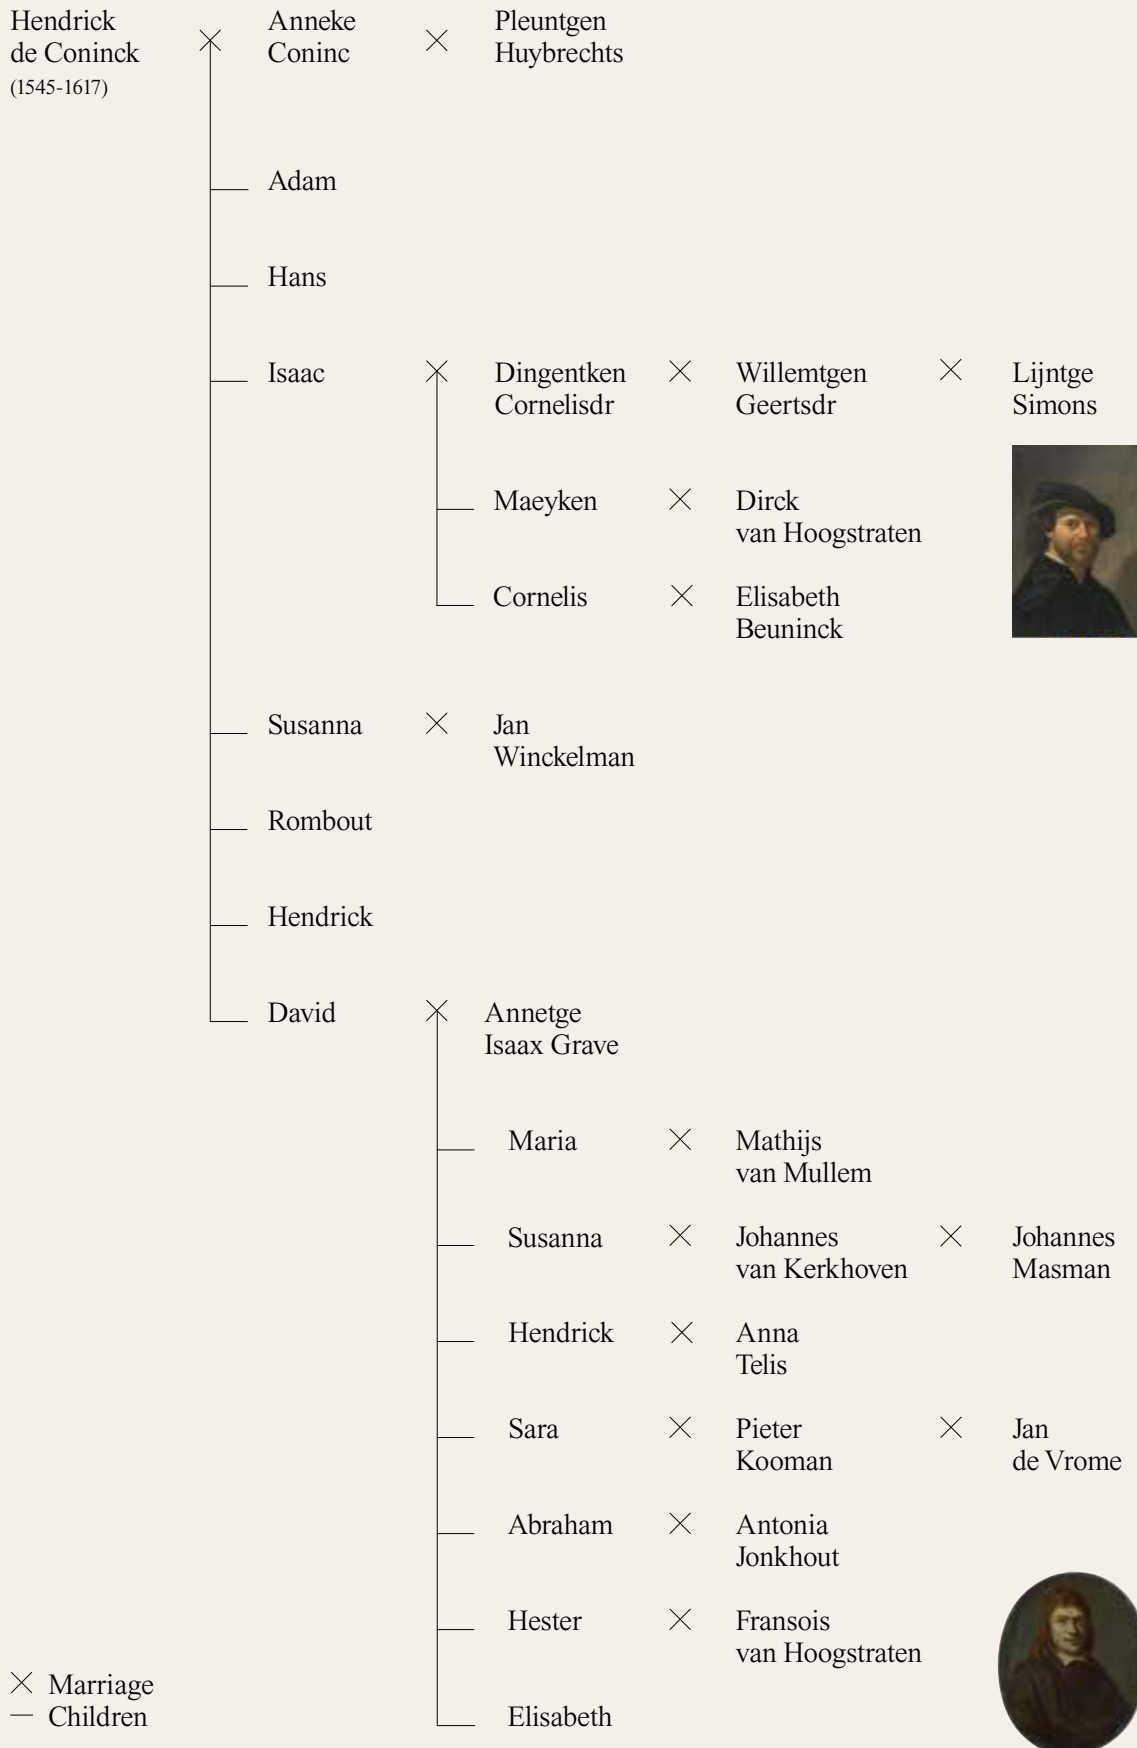 Hendrick
de Coninck
(1545-1617)
Anneke
Coninc
Pleuntgen
Huybrechts
Adam
Hans
Isaac
Dingentken
Cornelisdr
Willemtgen
Geertsdr
Lijntge
Simons
Maeyken
Dirck
van Hoogstraten
Cornelis
Elisabeth
Beuninck
Susanna
Jan
Winckelman
Rombout
Hendrick
David
Annetge
Isaax Grave
Maria
Mathijs
van Mullem
Susanna
Johannes
van Kerkhoven
Johannes
Masman
Hendrick
Anna
Telis
Sara
Pieter
Kooman
Jan
de Vrome
Abraham
Antonia
Jonkhout
Hester
Fransois
van Hoogstraten
Elisabeth
Marriage
Children